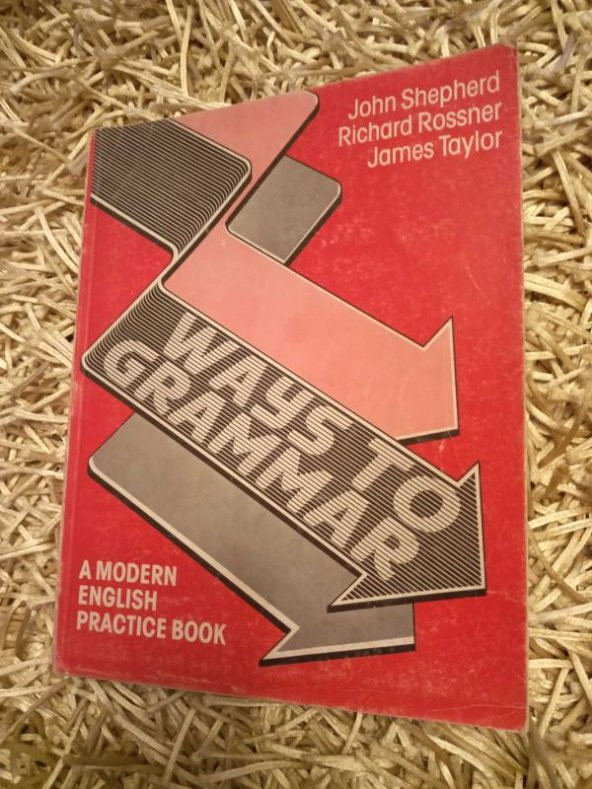 John Shepherd
Richard Rossner
James Taylor
WAYS TO
GRAMMAR
A MODERN
ENGLISH
PRACTICE BOOK